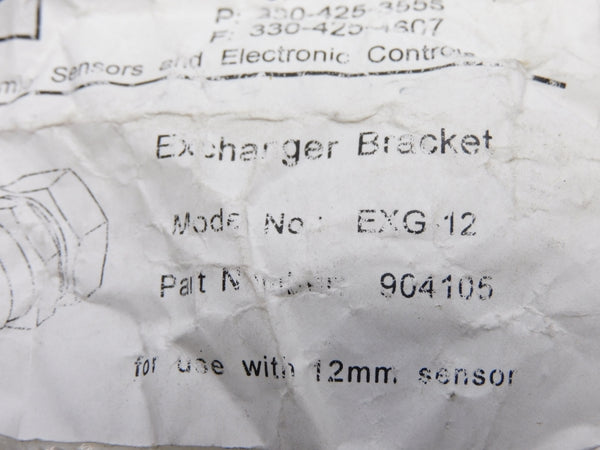 P: 330-425-3555
F: 330-425-4607
Sensors and Electronic Controls
Exchanger Bracket
Model No.: EXG-12
Part Number: 904105
for use with 12mm sensor